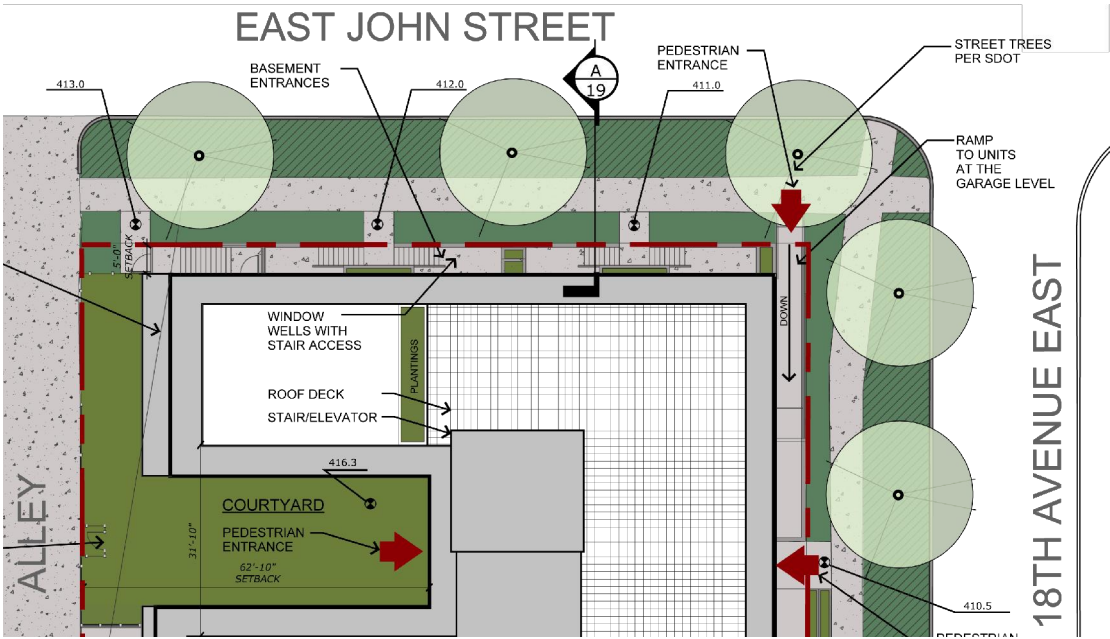 EAST JOHN STREET
BASEMENT
ENTRANCES
PEDESTRIAN
ENTRANCE
STREET TREES
PER SDOT
413.0
412.0
A
19
411.0
RAMP
TO UNITS
AT THE
GARAGE LEVEL
5'-0"
SETBACK
WINDOW
WELLS WITH
STAIR ACCESS
PLANTINGS
DOWN
ROOF DECK
STAIR/ELEVATOR
416.3
COURTYARD
PEDESTRIAN
ENTRANCE
31'-10"
62'-10"
SETBACK
ALLEY
18TH AVENUE EAST
410.5
PEDESTRIAN